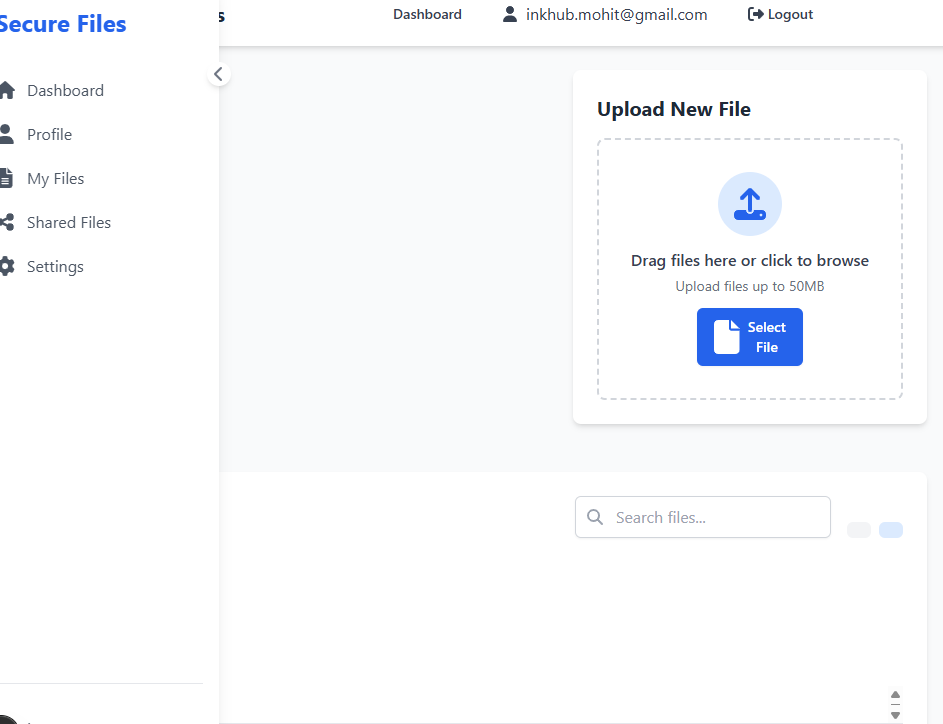 Secure Files
Dashboard
Profile
My Files
Shared Files
Settings
s
Dashboard
inkhub.mohit@gmail.com
Logout
Upload New File
Drag files here or click to browse
Upload files up to 50MB
Select
File
Search files...